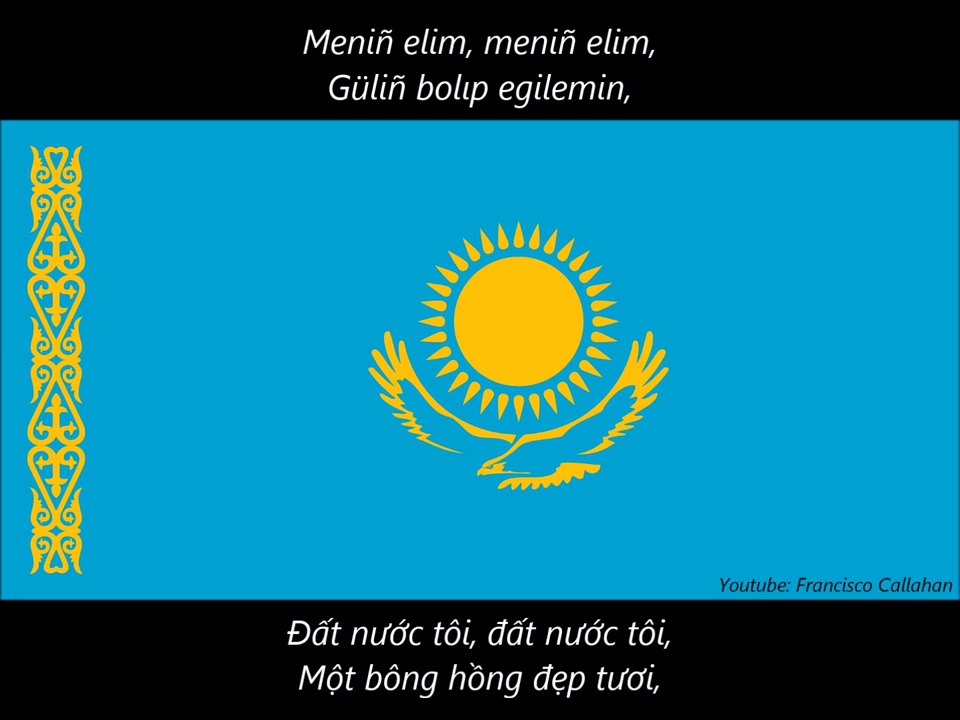 Meniñ elim, meniñ elim,
Güliñ bolıp egilemin,
Youtube: Francisco Callahan
Đất nước tôi, đất nước tôi,
Một bông hồng đẹp tươi,